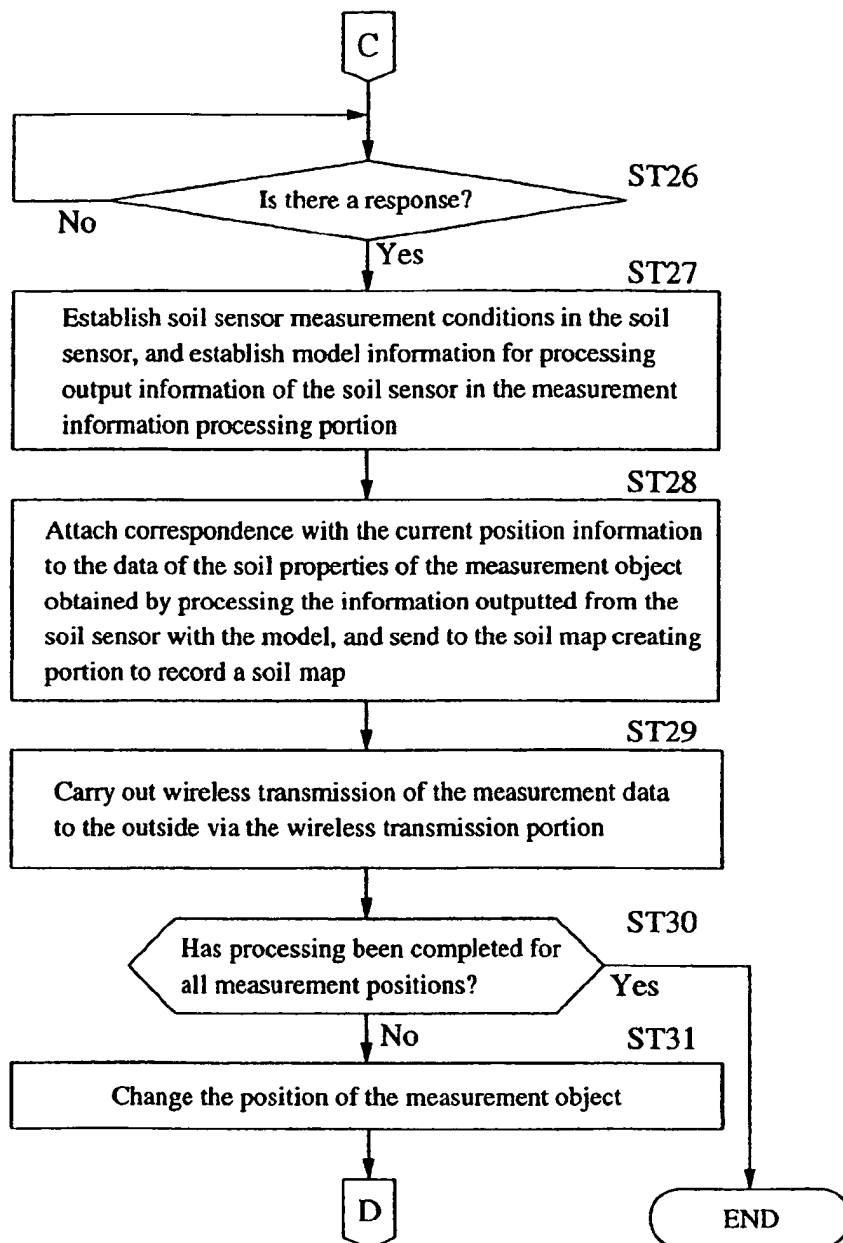 C
ST26
Is there a response?
No
Yes
ST27
Establish soil sensor measurement conditions in the soil
sensor, and establish model information for processing
output information of the soil sensor in the measurement
information processing portion
ST28
Attach correspondence with the current position information
to the data of the soil properties of the measurement object
obtained by processing the information outputted from the
soil sensor with the model, and send to the soil map creating
portion to record a soil map
ST29
Carry out wireless transmission of the measurement data
to the outside via the wireless transmission portion
ST30
Has processing been completed for
all measurement positions?
Yes
No
ST31
Change the position of the measurement object
D
END